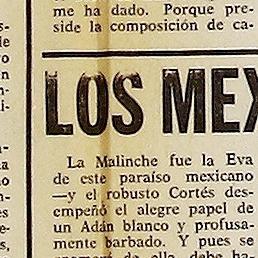 me ha dado. Porque pre-
side la composición de ca-
LOS MEX
La Malinche fue la Eva
de este paraíso mexicano
—y el robusto Cortés des-
empeñó el alegre papel de
un Adán blanco y profusa-
mente barbado. Y pues se